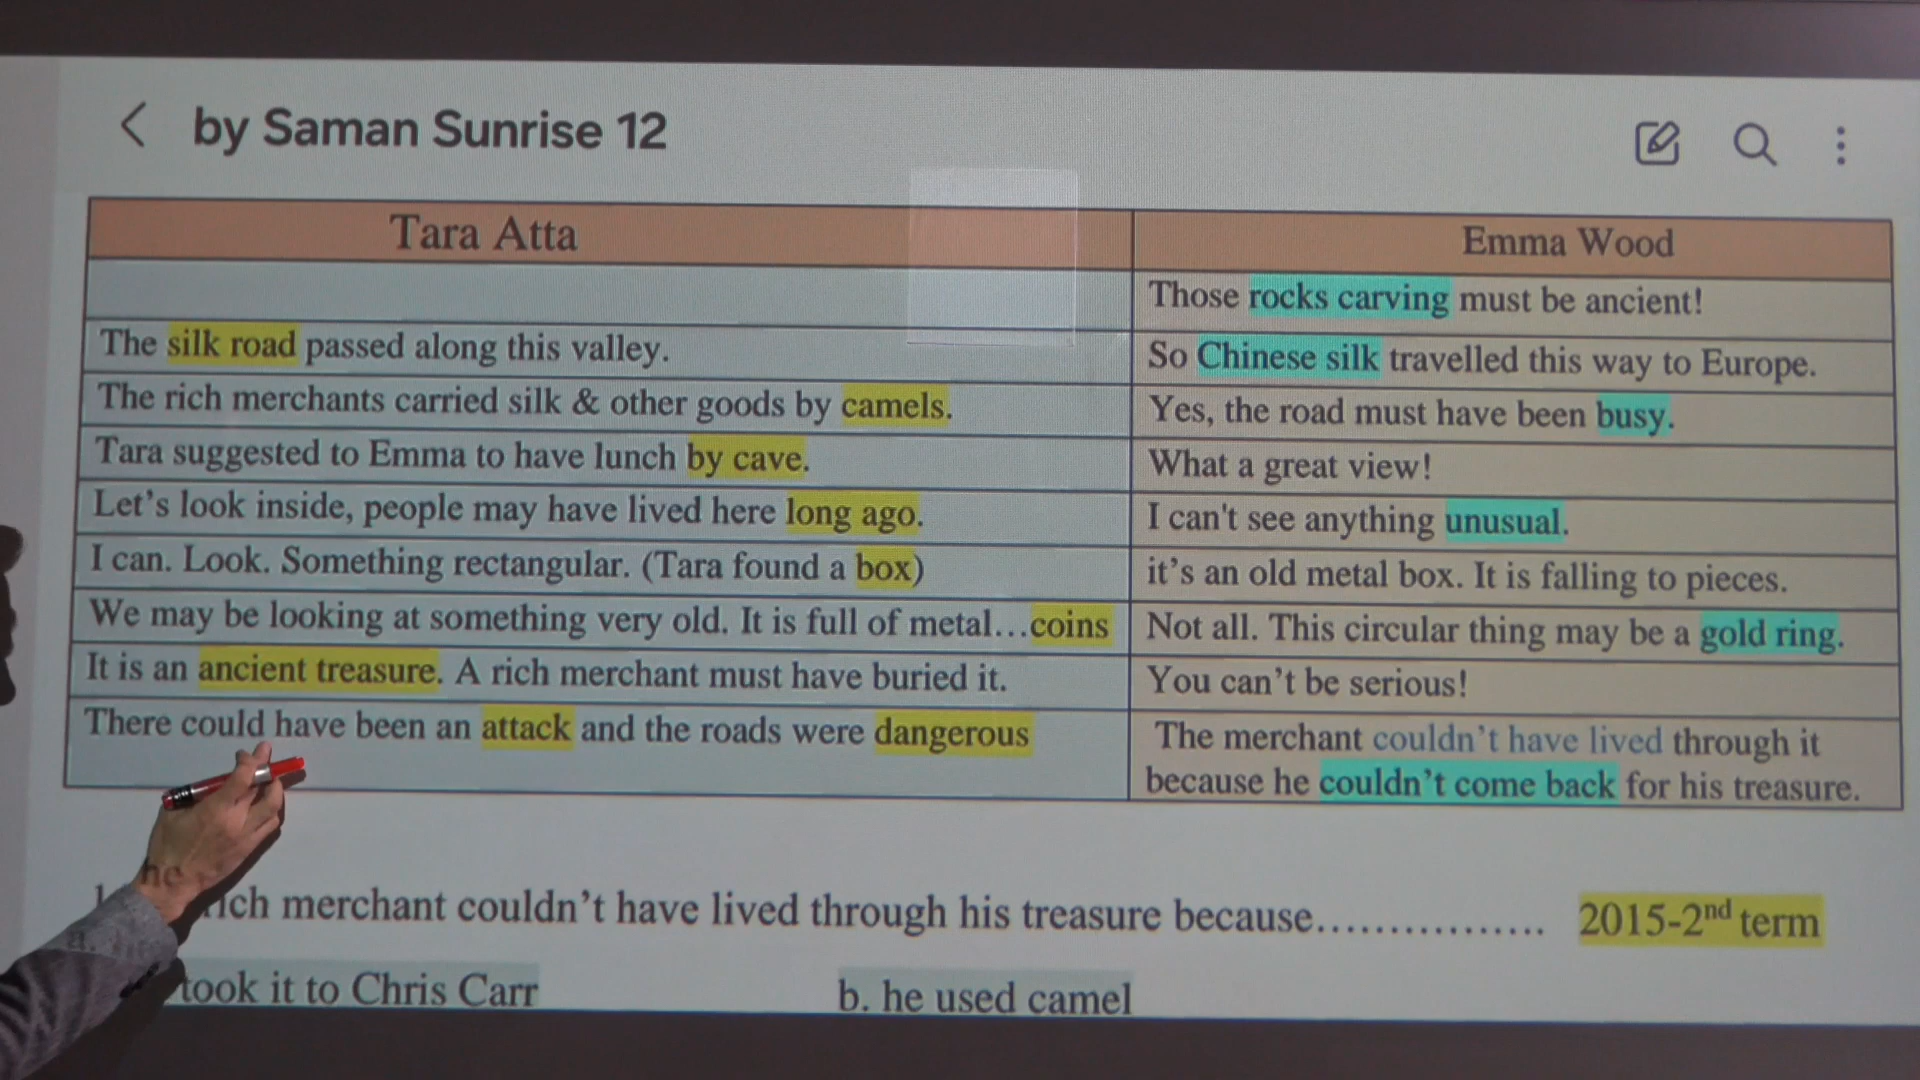 by Saman Sunrise 12
Tara Atta
Emma Wood
Those rocks carving must be ancient!
The silk road passed along this valley.
So Chinese silk travelled this way to Europe.
The rich merchants carried silk & other goods by camels.
Yes, the road must have been busy.
Tara suggested to Emma to have lunch by cave.
What a great view!
Let's look inside, people may have lived here long ago.
I can't see anything unusual.
I can. Look. Something rectangular. (Tara found a box)
it's an old metal box. It is falling to pieces.
We may be looking at something very old. It is full of metal…coins
Not all. This circular thing may be a gold ring.
It is an ancient treasure. A rich merchant must have buried it.
You can't be serious!
There could have been an attack and the roads were dangerous
The merchant couldn't have lived through it
because he couldn't come back for his treasure.
rich merchant couldn't have lived through his treasure because................ 2015-2nd term
took it to Chris Carr
b. he used camel